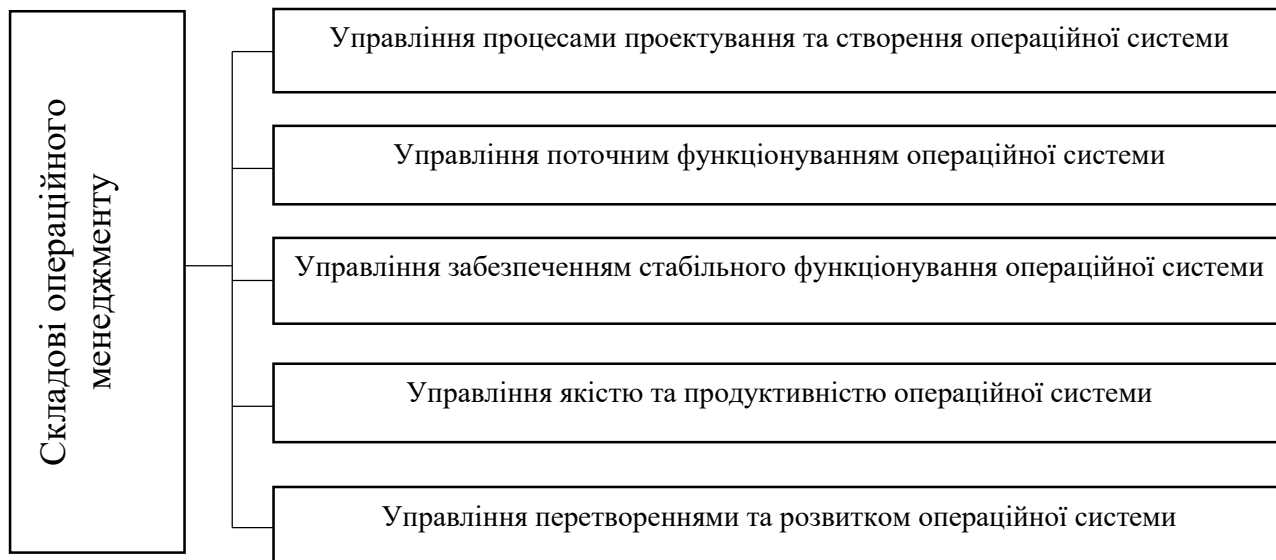 Складові операційного
менеджменту
Управління процесами проектування та створення операційної системи
Управління поточним функціонуванням операційної системи
Управління забезпеченням стабільного функціонування операційної системи
Управління якістю та продуктивністю операційної системи
Управління перетвореннями та розвитком операційної системи